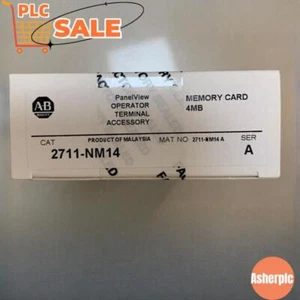 PLC
SALE
AB
PanelView
OPERATOR
TERMINAL
ACCESSORY
MEMORY CARD
4MB
CAT
PRODUCT OF MALAYSIA
MAT NO 2711-NM14 A
SER
2711-NM14
A
Asherplc